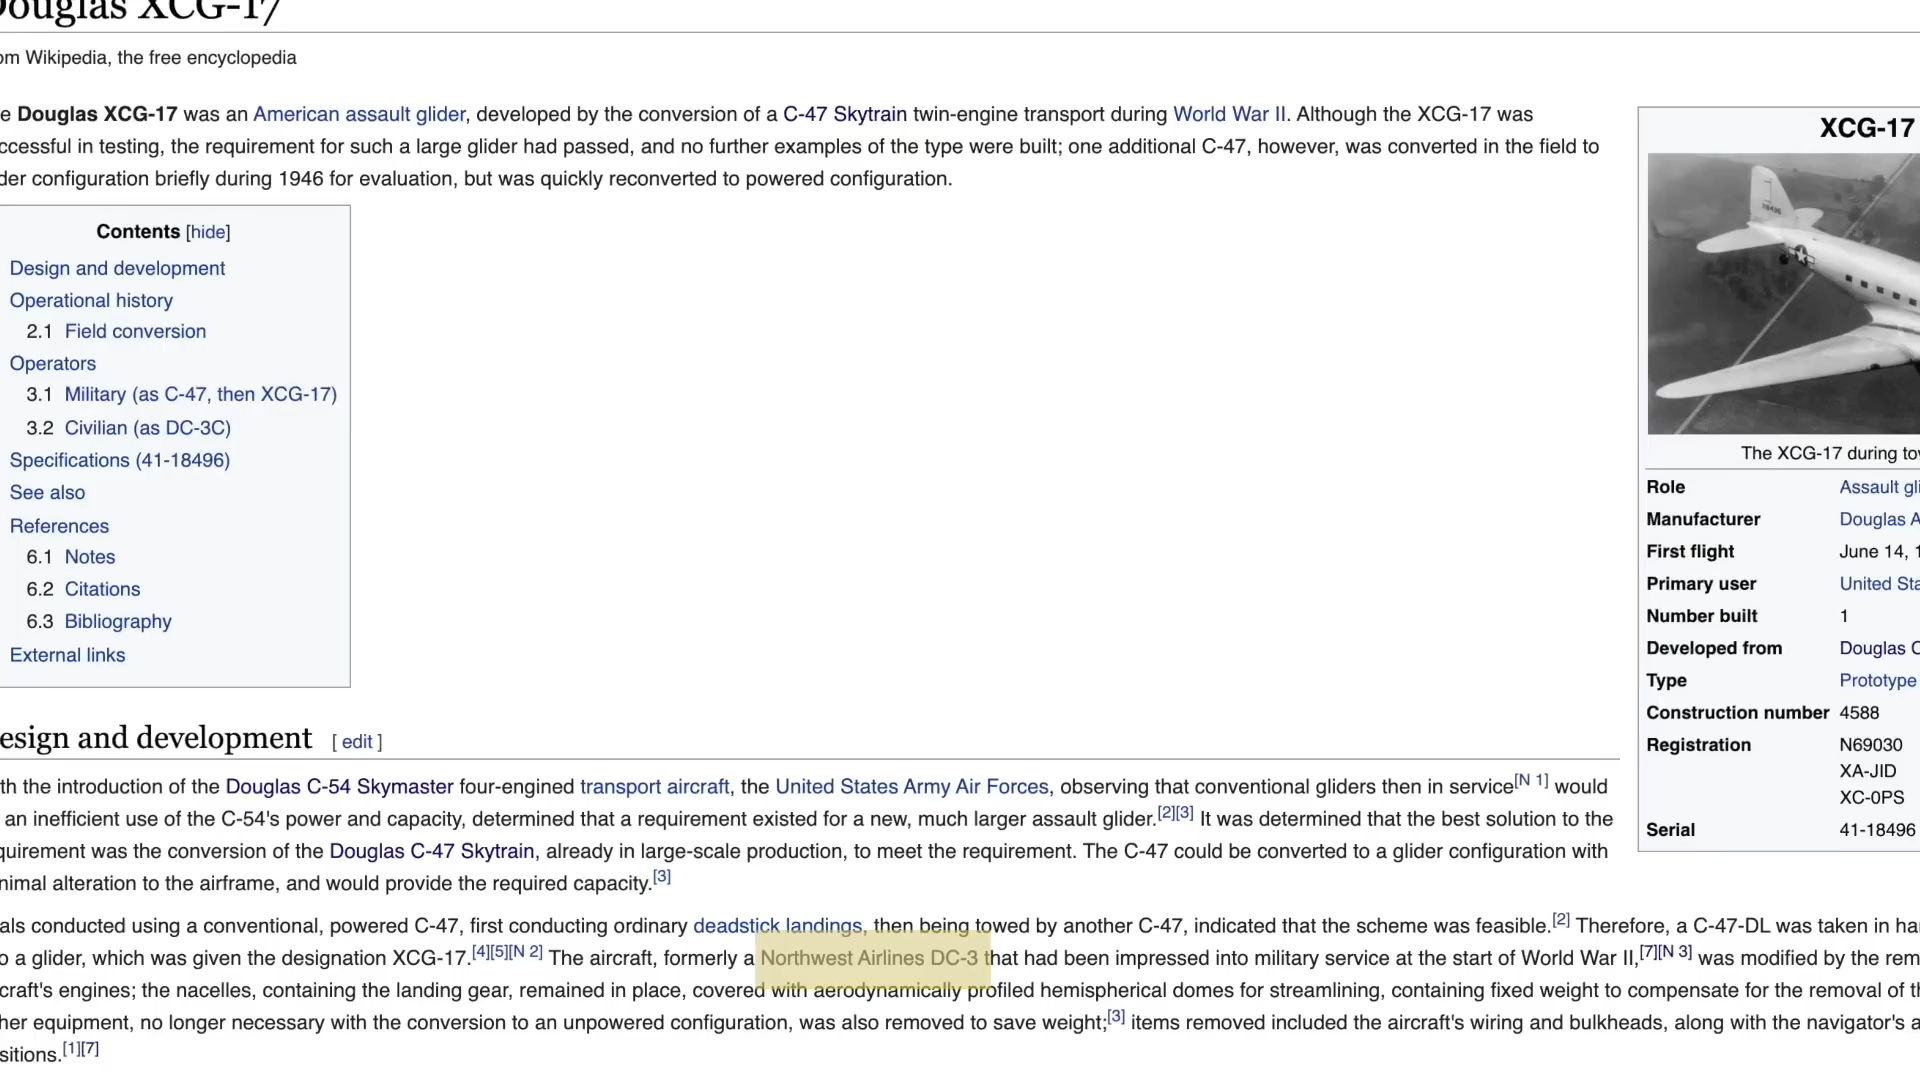 Douglas XCG-17
om Wikipedia, the free encyclopedia
e Douglas XCG-17 was an American assault glider, developed by the conversion of a C-47 Skytrain twin-engine transport during World War II. Although the XCG-17 was
ccessful in testing, the requirement for such a large glider had passed, and no further examples of the type were built; one additional C-47, however, was converted in the field to
der configuration briefly during 1946 for evaluation, but was quickly reconverted to powered configuration.
Contents [hide]
Design and development
Operational history
2.1 Field conversion
Operators
3.1 Military (as C-47, then XCG-17)
3.2 Civilian (as DC-3C)
Specifications (41-18496)
See also
References
6.1 Notes
6.2 Citations
6.3 Bibliography
External links
XCG-17
The XCG-17 during tow
Role Assault gli
Manufacturer Douglas A
First flight June 14, 1
Primary user United Sta
Number built 1
Developed from Douglas C
Type Prototype
Construction number 4588
Registration N69030
XA-JID
XC-0PS
Serial 41-18496
esign and development [ edit ]
th the introduction of the Douglas C-54 Skymaster four-engined transport aircraft, the United States Army Air Forces, observing that conventional gliders then in service[N 1] would
an inefficient use of the C-54's power and capacity, determined that a requirement existed for a new, much larger assault glider.[2][3] It was determined that the best solution to the
quirement was the conversion of the Douglas C-47 Skytrain, already in large-scale production, to meet the requirement. The C-47 could be converted to a glider configuration with
nimal alteration to the airframe, and would provide the required capacity.[3]
als conducted using a conventional, powered C-47, first conducting ordinary deadstick landings, then being towed by another C-47, indicated that the scheme was feasible.[2] Therefore, a C-47-DL was taken in ha
o a glider, which was given the designation XCG-17.[4][5][N 2] The aircraft, formerly a Northwest Airlines DC-3 that had been impressed into military service at the start of World War II,[7][N 3] was modified by the rem
craft's engines; the nacelles, containing the landing gear, remained in place, covered with aerodynamically profiled hemispherical domes for streamlining, containing fixed weight to compensate for the removal of th
her equipment, no longer necessary with the conversion to an unpowered configuration, was also removed to save weight;[3] items removed included the aircraft's wiring and bulkheads, along with the navigator's a
sitions.[1][7]